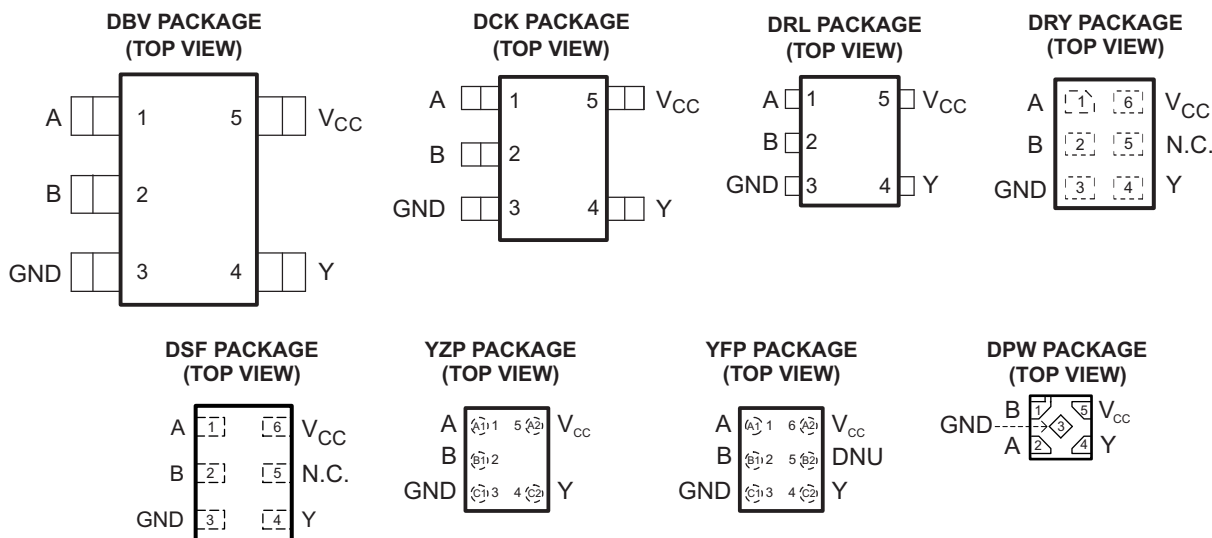 DBV PACKAGE
(TOP VIEW)
A 1 5 VCC
B 2
GND 3 4 Y
DCK PACKAGE
(TOP VIEW)
A 1 5 VCC
B 2
GND 3 4 Y
DRL PACKAGE
(TOP VIEW)
A 1 5 VCC
B 2
GND 3 4 Y
DRY PACKAGE
(TOP VIEW)
A 1 6 VCC
B 2 5 N.C.
GND 3 4 Y
DSF PACKAGE
(TOP VIEW)
A 1 6 VCC
B 2 5 N.C.
GND 3 4 Y
YZP PACKAGE
(TOP VIEW)
A A1 1 5 A2 VCC
B B1 2
GND C1 3 4 C2 Y
YFP PACKAGE
(TOP VIEW)
A A1 1 6 A2 VCC
B B1 2 5 B2 DNU
GND C1 3 4 C2 Y
DPW PACKAGE
(TOP VIEW)
B 1 5 VCC
GND 3
A 2 4 Y